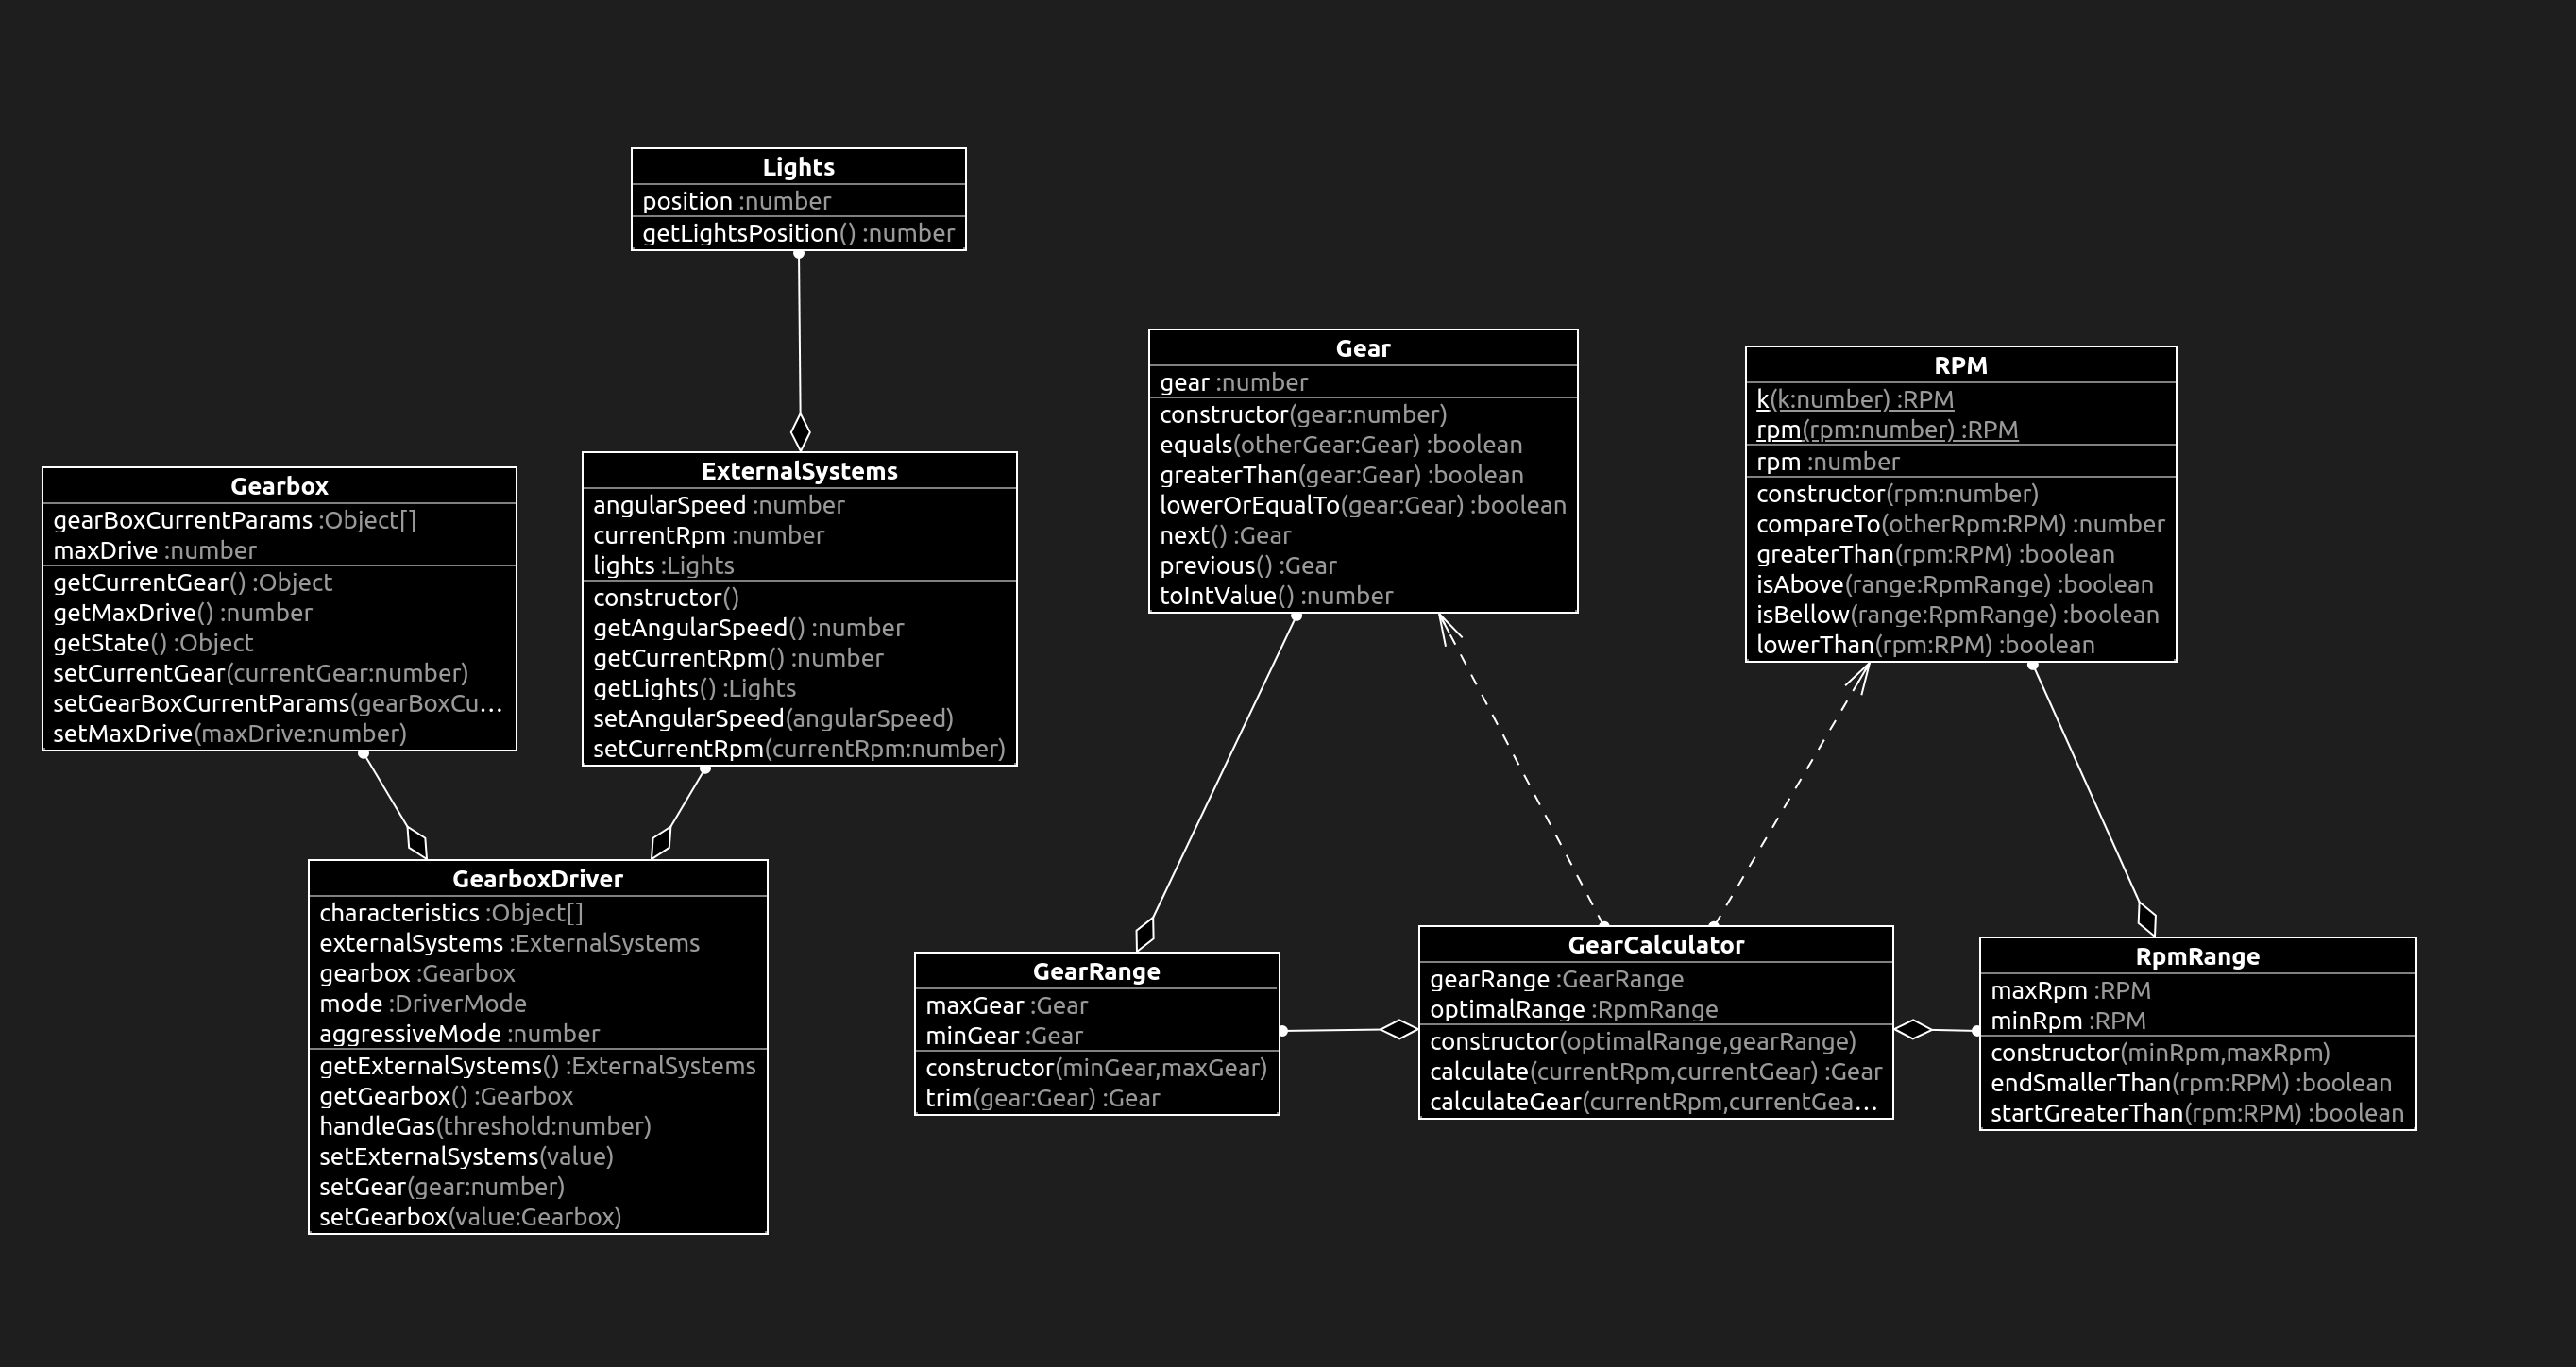 Lights
position :number
getLightsPosition() :number
Gearbox
gearBoxCurrentParams :Object[]
maxDrive :number
getCurrentGear() :Object
getMaxDrive() :number
getState() :Object
setCurrentGear(currentGear:number)
setGearBoxCurrentParams(gearBoxCu…
setMaxDrive(maxDrive:number)
ExternalSystems
angularSpeed :number
currentRpm :number
lights :Lights
constructor()
getAngularSpeed() :number
getCurrentRpm() :number
getLights() :Lights
setAngularSpeed(angularSpeed)
setCurrentRpm(currentRpm:number)
Gear
gear :number
constructor(gear:number)
equals(otherGear:Gear) :boolean
greaterThan(gear:Gear) :boolean
lowerOrEqualTo(gear:Gear) :boolean
next() :Gear
previous() :Gear
toIntValue() :number
RPM
k(k:number) :RPM
rpm(rpm:number) :RPM
rpm :number
constructor(rpm:number)
compareTo(otherRpm:RPM) :number
greaterThan(rpm:RPM) :boolean
isAbove(range:RpmRange) :boolean
isBellow(range:RpmRange) :boolean
lowerThan(rpm:RPM) :boolean
GearboxDriver
characteristics :Object[]
externalSystems :ExternalSystems
gearbox :Gearbox
mode :DriverMode
aggressiveMode :number
getExternalSystems() :ExternalSystems
getGearbox() :Gearbox
handleGas(threshold:number)
setExternalSystems(value)
setGear(gear:number)
setGearbox(value:Gearbox)
GearRange
maxGear :Gear
minGear :Gear
constructor(minGear,maxGear)
trim(gear:Gear) :Gear
GearCalculator
gearRange :GearRange
optimalRange :RpmRange
constructor(optimalRange,gearRange)
calculate(currentRpm,currentGear) :Gear
calculateGear(currentRpm,currentGea…
RpmRange
maxRpm :RPM
minRpm :RPM
constructor(minRpm,maxRpm)
endSmallerThan(rpm:RPM) :boolean
startGreaterThan(rpm:RPM) :boolean